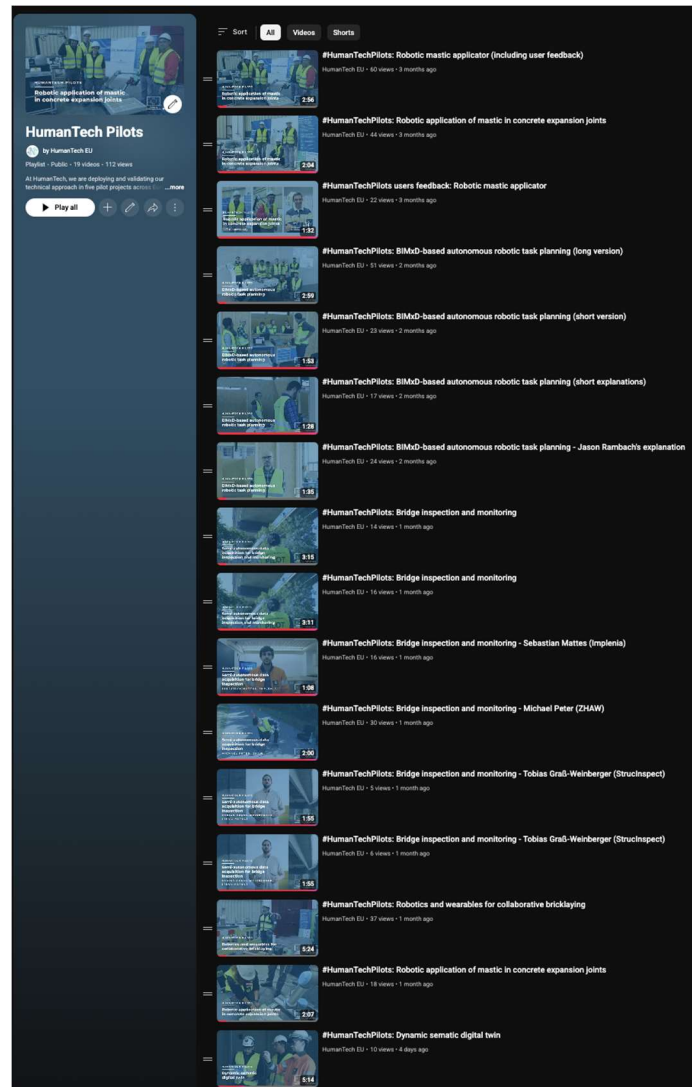 HUMANTECH PILOTS
Robotic application of mastic
in concrete expansion joints
HumanTech Pilots
by HumanTech EU
Playlist • Public • 19 videos • 112 views
At HumanTech, we are deploying and validating our
technical approach in five pilot projects across
...more
Play all
Sort
All
Videos
Shorts
2:56
#HumanTechPilots: Robotic mastic applicator (including user feedback)
HumanTech EU • 60 views • 3 months ago
2:04
#HumanTechPilots: Robotic application of mastic in concrete expansion joints
HumanTech EU • 44 views • 3 months ago
1:32
#HumanTechPilots users feedback: Robotic mastic applicator
HumanTech EU • 22 views • 3 months ago
2:59
#HumanTechPilots: BIMxD-based autonomous robotic task planning (long version)
HumanTech EU • 51 views • 2 months ago
1:53
#HumanTechPilots: BIMxD-based autonomous robotic task planning (short version)
HumanTech EU • 23 views • 2 months ago
1:28
#HumanTechPilots: BIMxD-based autonomous robotic task planning (short explanations)
HumanTech EU • 17 views • 2 months ago
1:35
#HumanTechPilots: BIMxD-based autonomous robotic task planning - Jason Rambach's explanation
HumanTech EU • 24 views • 2 months ago
3:15
#HumanTechPilots: Bridge inspection and monitoring
HumanTech EU • 14 views • 1 month ago
3:11
#HumanTechPilots: Bridge inspection and monitoring
HumanTech EU • 16 views • 1 month ago
1:08
#HumanTechPilots: Bridge inspection and monitoring - Sebastian Mattes (Implenia)
HumanTech EU • 16 views • 1 month ago
2:00
#HumanTechPilots: Bridge inspection and monitoring - Michael Peter (ZHAW)
HumanTech EU • 30 views • 1 month ago
1:55
#HumanTechPilots: Bridge inspection and monitoring - Tobias Graß-Weinberger (StrucInspect)
HumanTech EU • 5 views • 1 month ago
1:55
#HumanTechPilots: Bridge inspection and monitoring - Tobias Graß-Weinberger (StrucInspect)
HumanTech EU • 6 views • 1 month ago
5:24
#HumanTechPilots: Robotics and wearables for collaborative bricklaying
HumanTech EU • 37 views • 1 month ago
2:07
#HumanTechPilots: Robotic application of mastic in concrete expansion joints
HumanTech EU • 18 views • 1 month ago
5:14
#HumanTechPilots: Dynamic sematic digital twin
HumanTech EU • 10 views • 4 days ago